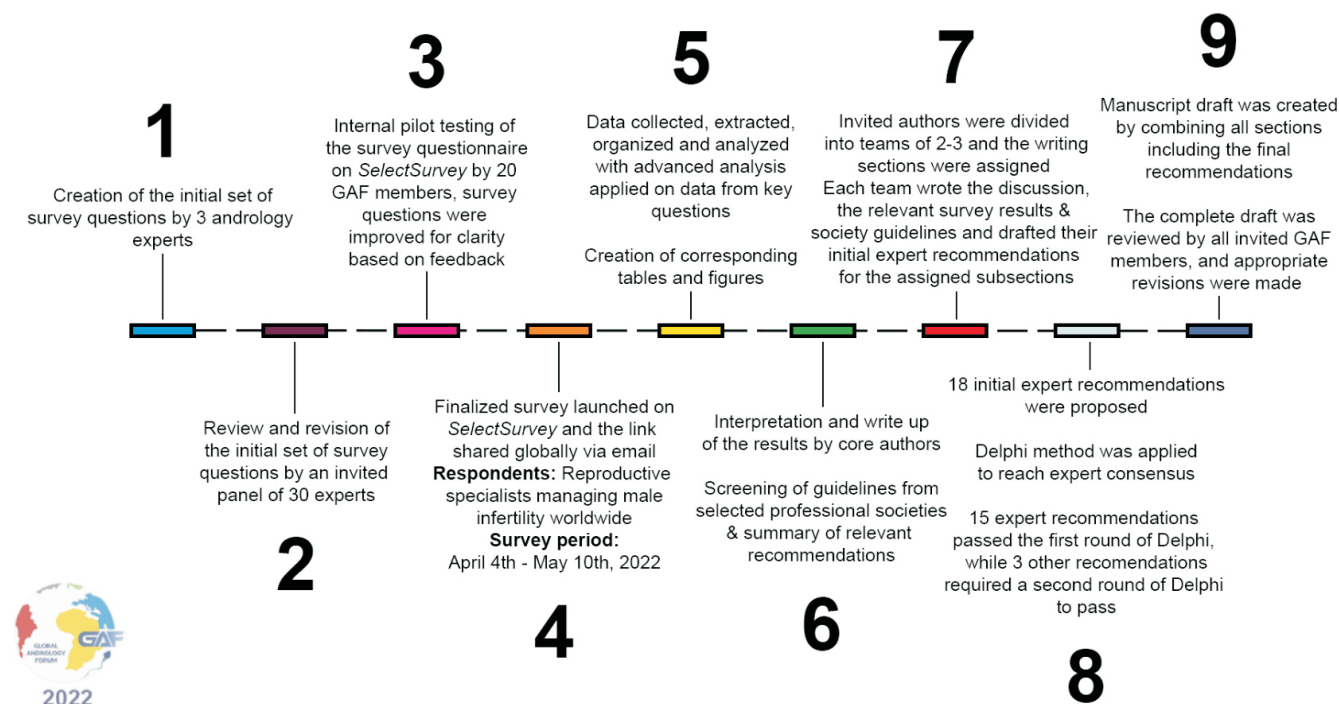 1
Creation of the initial set of
survey questions by 3 andrology
experts
2
Review and revision of
the initial set of survey
questions by an invited
panel of 30 experts
3
Internal pilot testing of
the survey questionnaire
on SelectSurvey by 20
GAF members, survey
questions were
improved for clarity
based on feedback
4
Finalized survey launched on
SelectSurvey and the link
shared globally via email
Respondents: Reproductive
specialists managing male
infertility worldwide
Survey period:
April 4th - May 10th, 2022
5
Data collected, extracted,
organized and analyzed
with advanced analysis
applied on data from key
questions
Creation of corresponding
tables and figures
6
Interpretation and write up
of the results by core authors
Screening of guidelines from
selected professional societies
& summary of relevant
recommendations
7
Invited authors were divided
into teams of 2-3 and the writing
sections were assigned
Each team wrote the discussion,
the relevant survey results &
society guidelines and drafted their
initial expert recommendations
for the assigned subsections
8
18 initial expert recommendations
were proposed
Delphi method was applied
to reach expert consensus
15 expert recommendations
passed the first round of Delphi,
while 3 other recomendations
required a second round of Delphi
to pass
9
Manuscript draft was created
by combining all sections
including the final
recommendations
The complete draft was
reviewed by all invited GAF
members, and appropriate
revisions were made
GAF
GLOBAL
ANDROLOGY
FORUM
2022